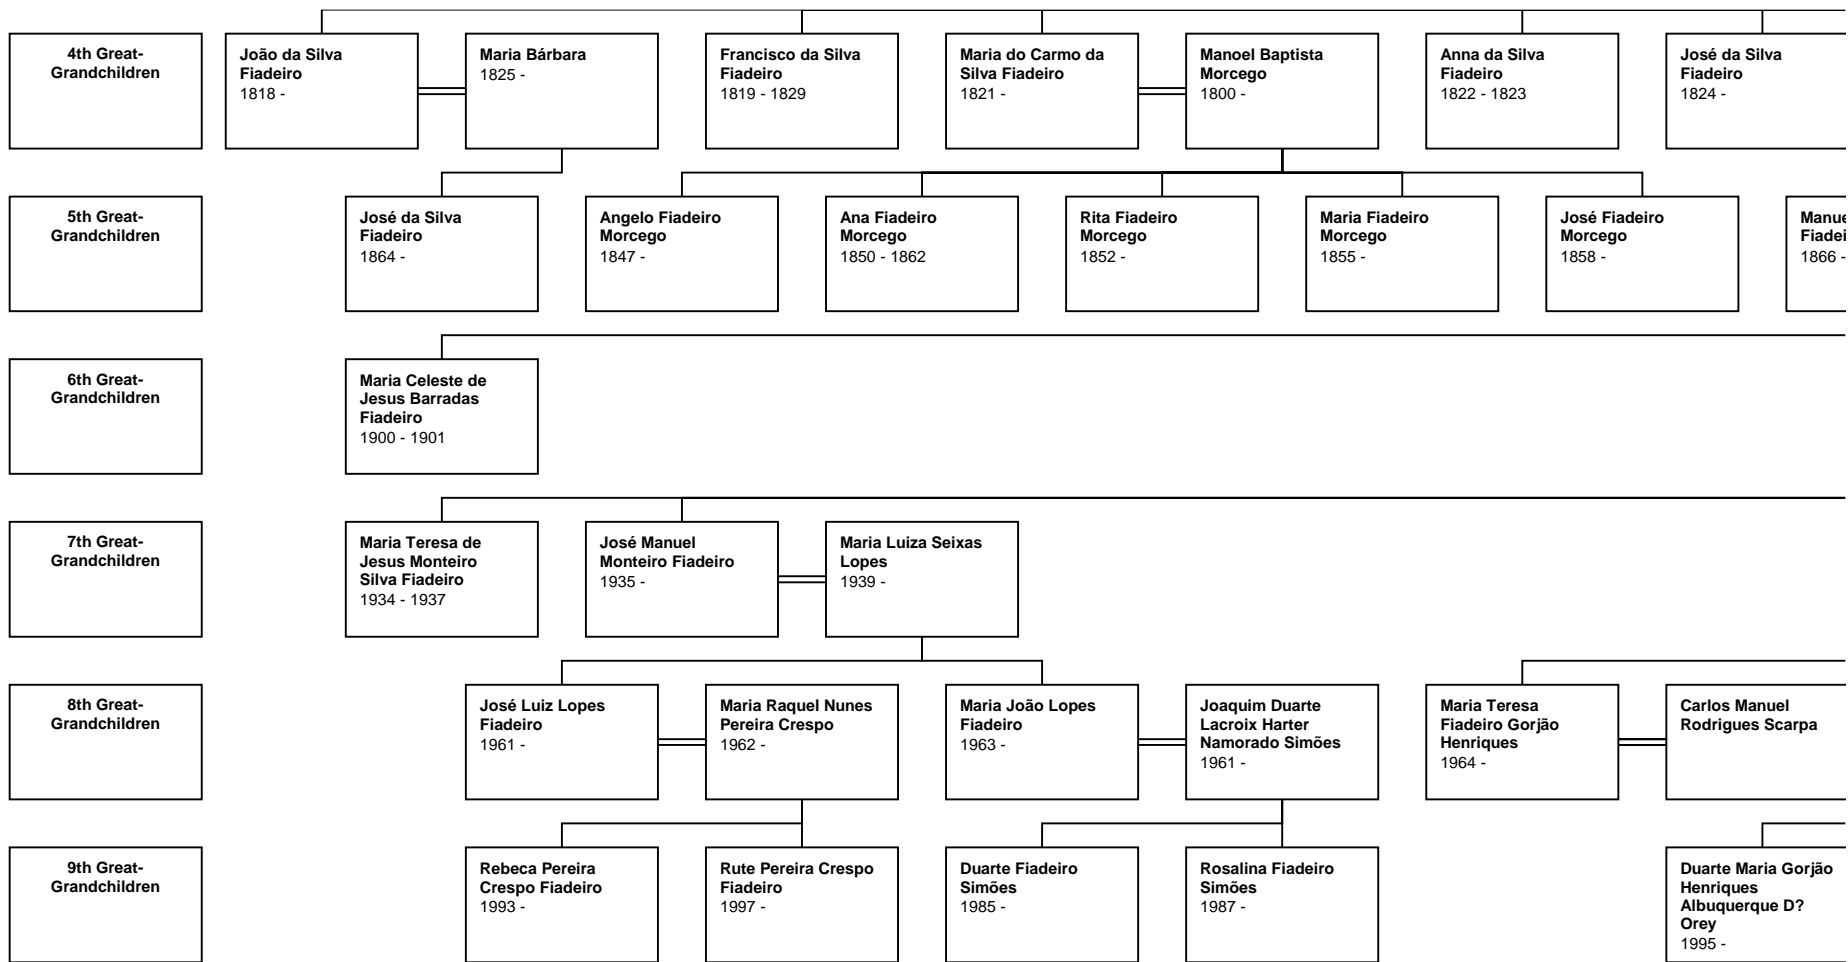 4th Great-
Grandchildren
João da Silva
Fiadeiro
1818 -
Maria Bárbara
1825 -
Francisco da Silva
Fiadeiro
1819 - 1829
Maria do Carmo da
Silva Fiadeiro
1821 -
Manoel Baptista
Morcego
1800 -
Anna da Silva
Fiadeiro
1822 - 1823
José da Silva
Fiadeiro
1824 -
5th Great-
Grandchildren
José da Silva
Fiadeiro
1864 -
Angelo Fiadeiro
Morcego
1847 -
Ana Fiadeiro
Morcego
1850 - 1862
Rita Fiadeiro
Morcego
1852 -
Maria Fiadeiro
Morcego
1855 -
José Fiadeiro
Morcego
1858 -
Manue
Fiadei
1866 -
6th Great-
Grandchildren
Maria Celeste de
Jesus Barradas
Fiadeiro
1900 - 1901
7th Great-
Grandchildren
Maria Teresa de
Jesus Monteiro
Silva Fiadeiro
1934 - 1937
José Manuel
Monteiro Fiadeiro
1935 -
Maria Luiza Seixas
Lopes
1939 -
8th Great-
Grandchildren
José Luiz Lopes
Fiadeiro
1961 -
Maria Raquel Nunes
Pereira Crespo
1962 -
Maria João Lopes
Fiadeiro
1963 -
Joaquim Duarte
Lacroix Harter
Namorado Simões
1961 -
Maria Teresa
Fiadeiro Gorjão
Henriques
1964 -
Carlos Manuel
Rodrigues Scarpa
9th Great-
Grandchildren
Rebeca Pereira
Crespo Fiadeiro
1993 -
Rute Pereira Crespo
Fiadeiro
1997 -
Duarte Fiadeiro
Simões
1985 -
Rosalina Fiadeiro
Simões
1987 -
Duarte Maria Gorjão
Henriques
Albuquerque D?
Orey
1995 -